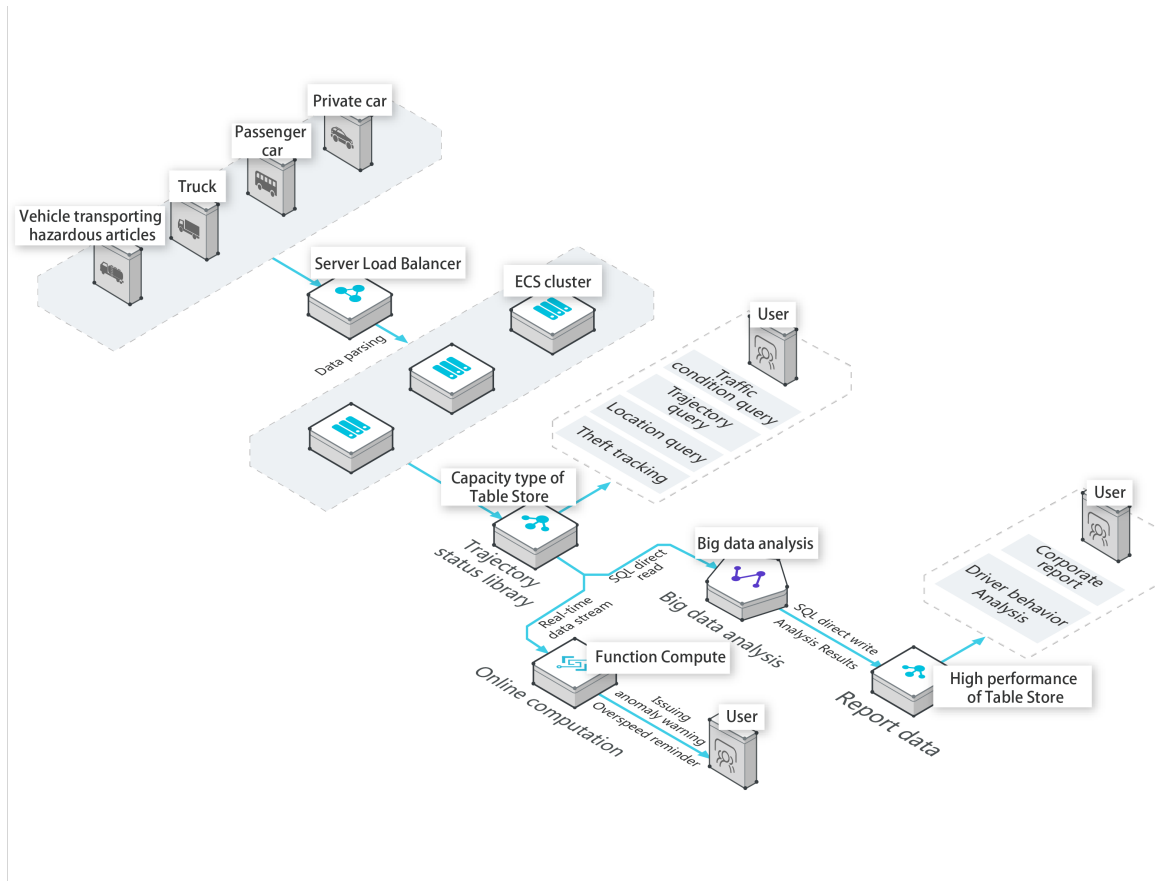 Private car
Passenger
car
Truck
Vehicle transporting
hazardous articles
Server Load Balancer
ECS cluster
Data parsing
User
Traffic
condition query
Trajectory
query
Location query
Theft tracking
Capacity type of
Table Store
Trajectory
status library
SQL direct
read
Big data analysis
Big data analysis
Real-time
data stream
Function Compute
Online computation
Issuing
anomaly warning
Overspeed reminder
User
SQL direct write
Analysis Results
User
Corporate
report
Driver behavior
Analysis
High performance
of Table Store
Report data